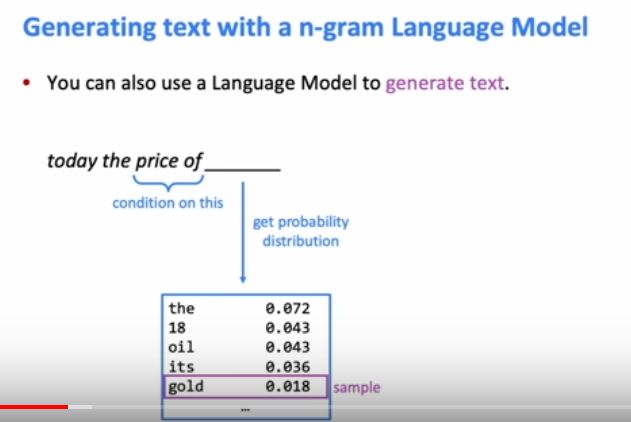 Generating text with a n-gram Language Model
• You can also use a Language Model to generate text.
today the price of ________
condition on this
get probability
distribution
the 0.072
18 0.043
oil 0.043
its 0.036
gold 0.018 sample
…